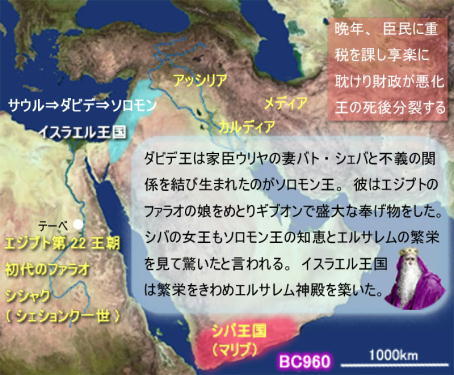 晩年、臣民に重
税を課し享楽に
耽けり財政が悪化
王の死後分裂する
アッシリア
メディア
カルディア
サウル⇒ダビデ⇒ソロモン
イスラエル王国
ダビデ王は家臣ウリヤの妻バト・シェバと不義の関
係を結び生まれたのがソロモン王。彼はエジプトの
ファラオの娘をめとりギブオンで盛大な奉げ物をした。
シバの女王もソロモン王の知恵とエルサレムの繁栄
を見て驚いたと言われる。イスラエル王国
は繁栄をきわめエルサレム神殿を築いた。
テーベ
エジプト第22王朝
初代のファラオ
シシャク
(シェションク一世)
シバ王国
(マリブ)
BC960
1000km